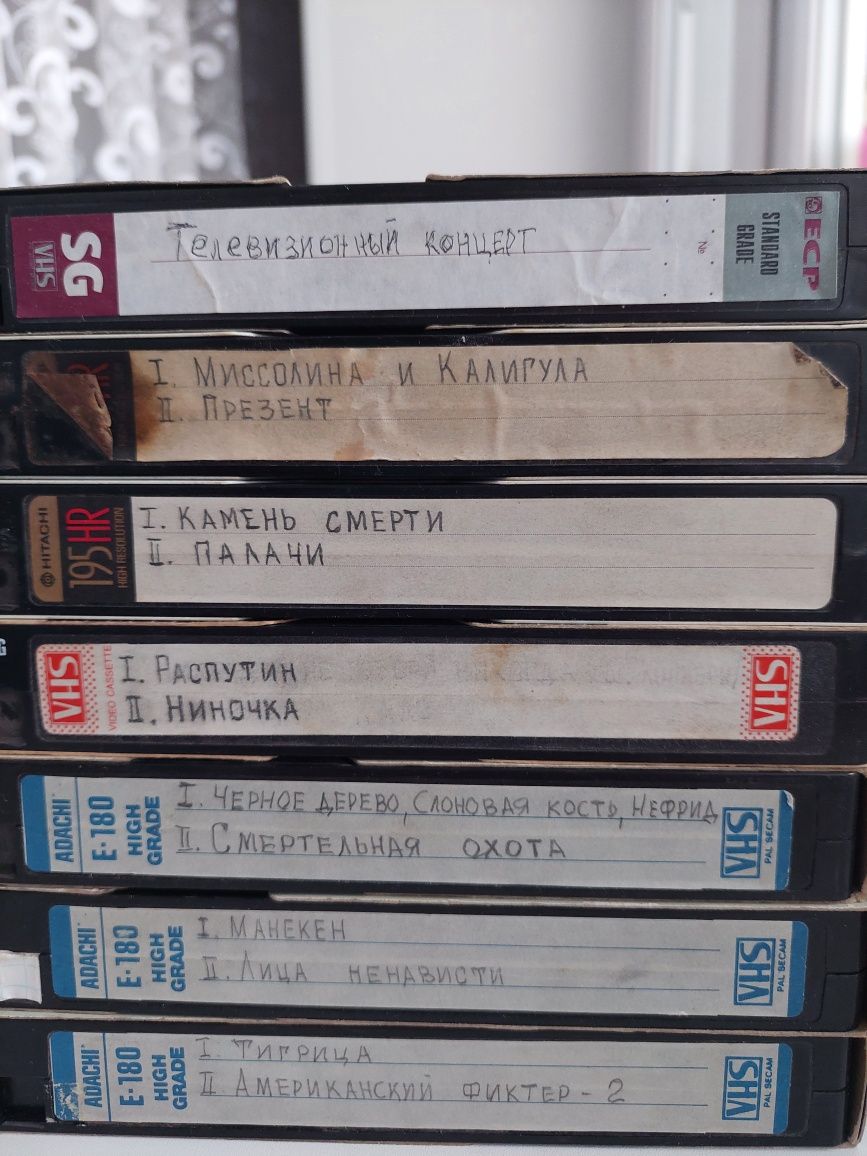 SG
VHS
Телевизионный концерт
№
STANDARD
GRADE
ECP
HR
I. Миссолина и Калигула
II. Презент
HITACHI
195HR
HIGH RESOLUTION
I. Камень смерти
II. Палачи
VHS
VIDEO CASSETTE
I. Распутин
II. Ниночка
VHS
ADACHI
E-180
HIGH
GRADE
I. Черное дерево, Слоновая кость, Нефрид
II. Смертельная охота
VHS
PAL SECAM
ADACHI
E-180
HIGH
GRADE
I. Манекен
II. Лица ненависти
VHS
PAL SECAM
ADACHI
E-180
HIGH
GRADE
I. Тигрица
II. Американский фиктер - 2
VHS
PAL SECAM